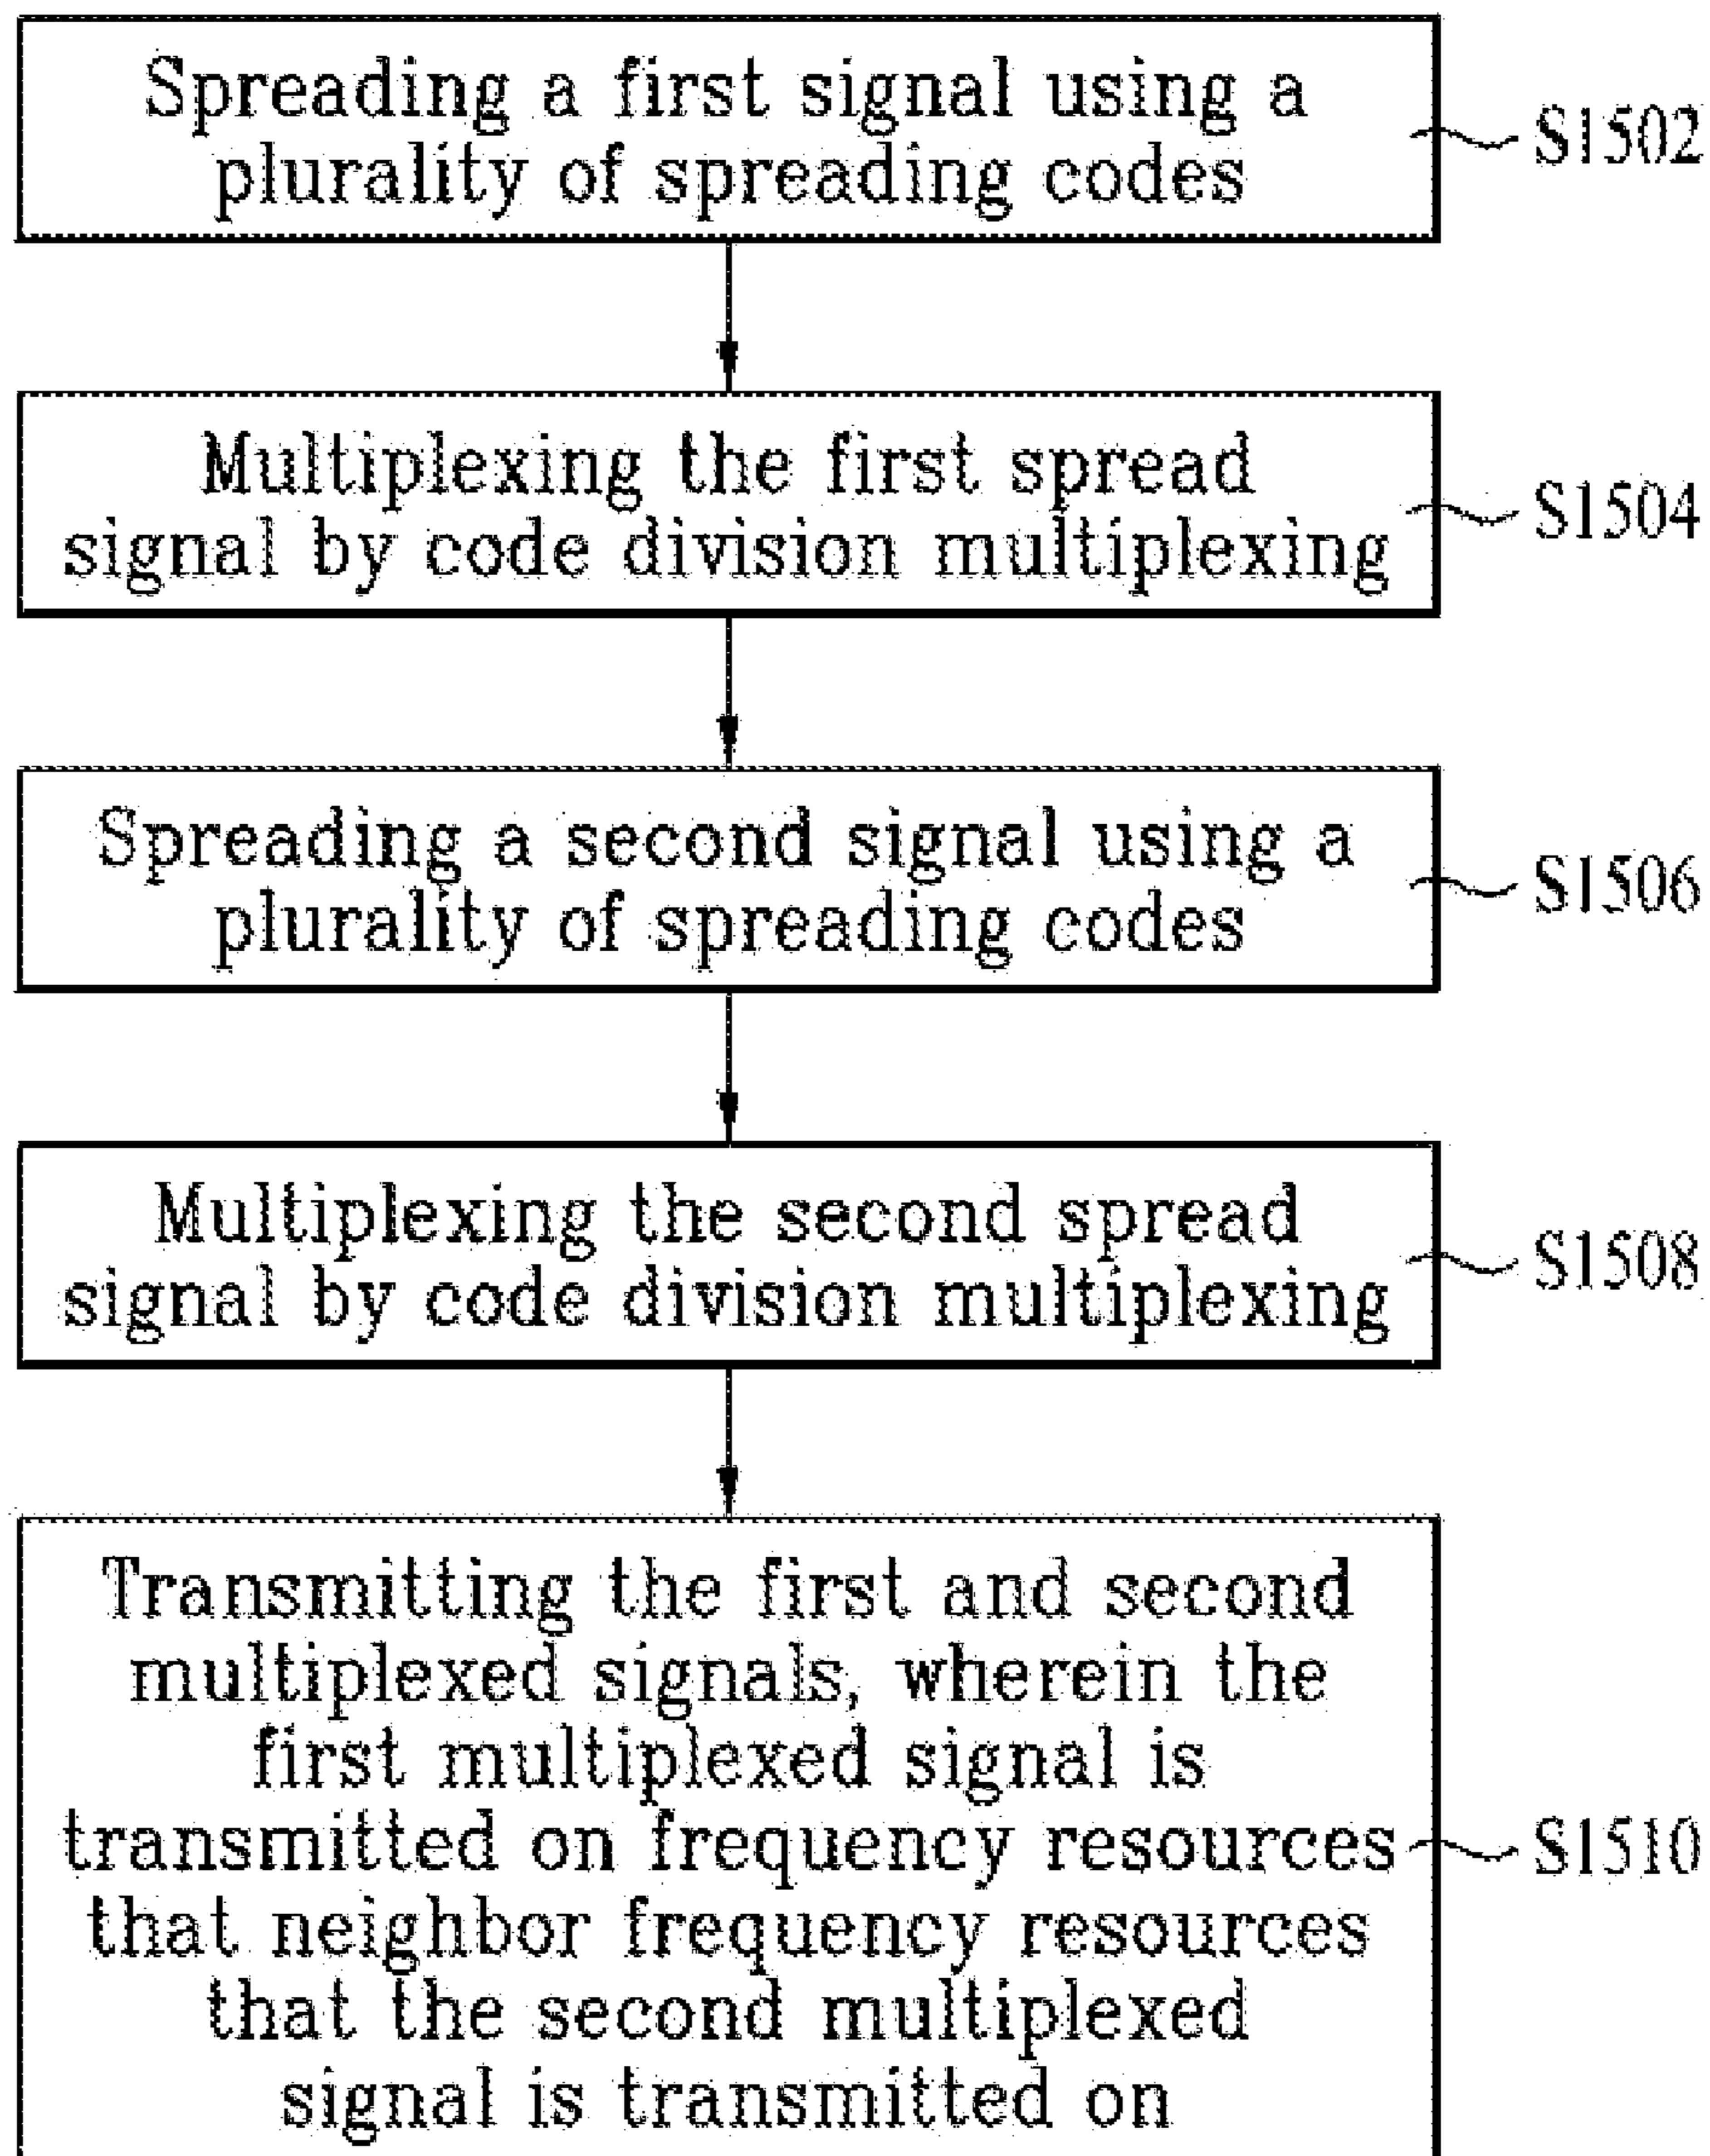 Spreading a first signal using a
plurality of spreading codes
S1502
Multiplexing the first spread
signal by code division multiplexing
S1504
Spreading a second signal using a
plurality of spreading codes
S1506
Multiplexing the second spread
signal by code division multiplexing
S1508
Transmitting the first and second
multiplexed signals, wherein the
first multiplexed signal is
transmitted on frequency resources
that neighbor frequency resources
that the second multiplexed
signal is transmitted on
S1510